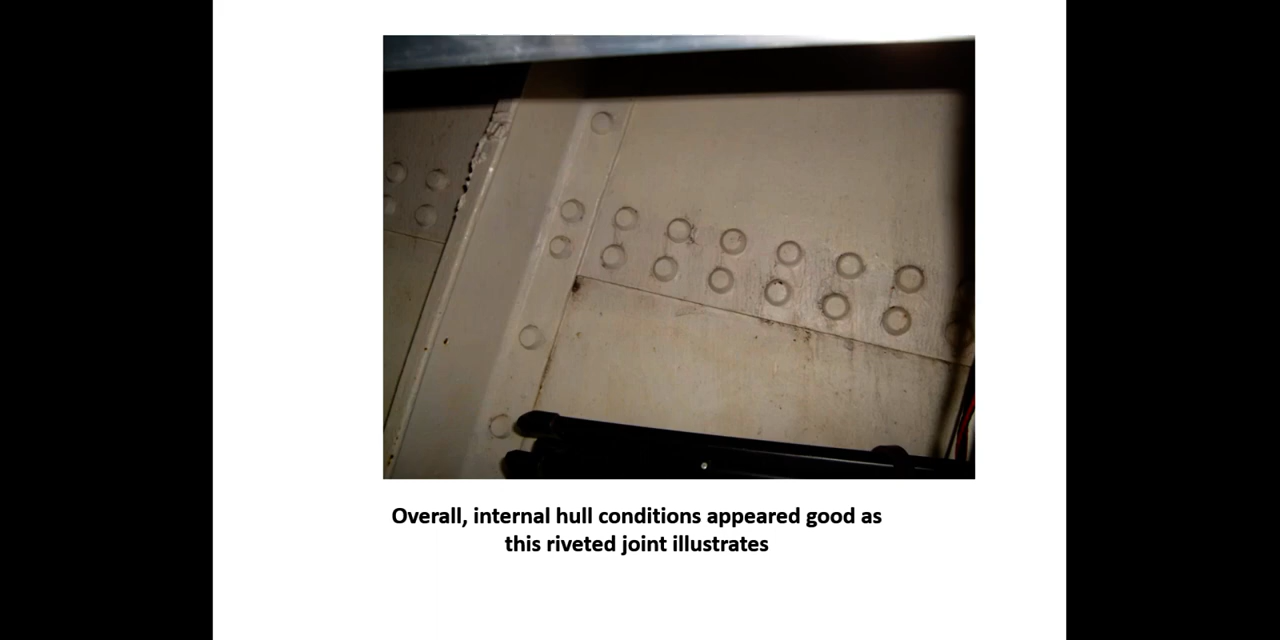 Overall, internal hull conditions appeared good as
this riveted joint illustrates